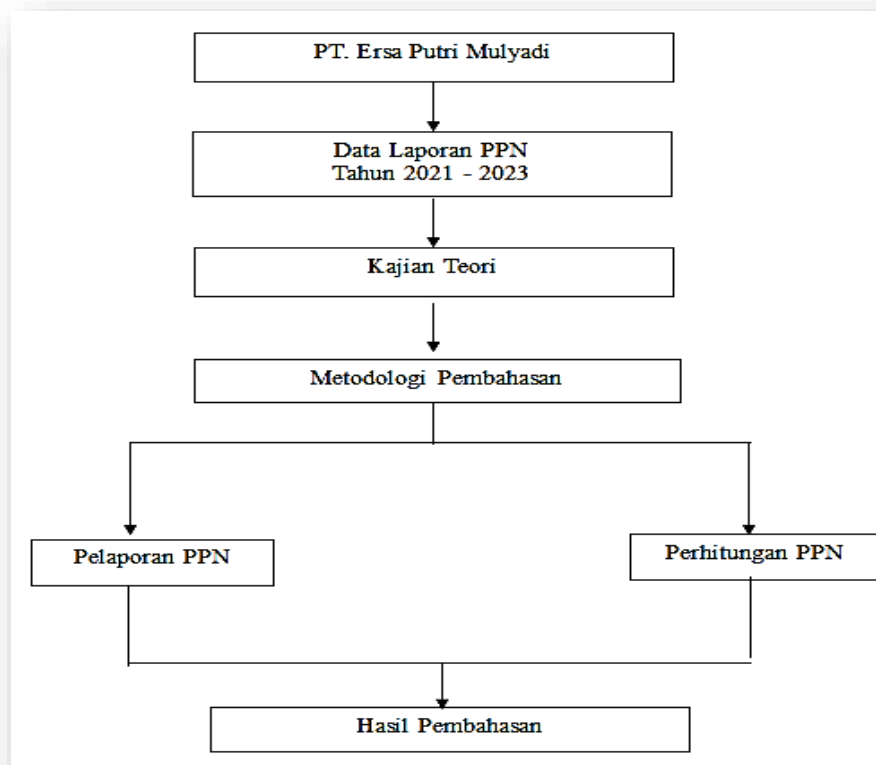 PT. Ersa Putri Mulyadi
Data Laporan PPN
Tahun 2021 - 2023
Kajian Teori
Metodologi Pembahasan
Pelaporan PPN
Perhitungan PPN
Hasil Pembahasan